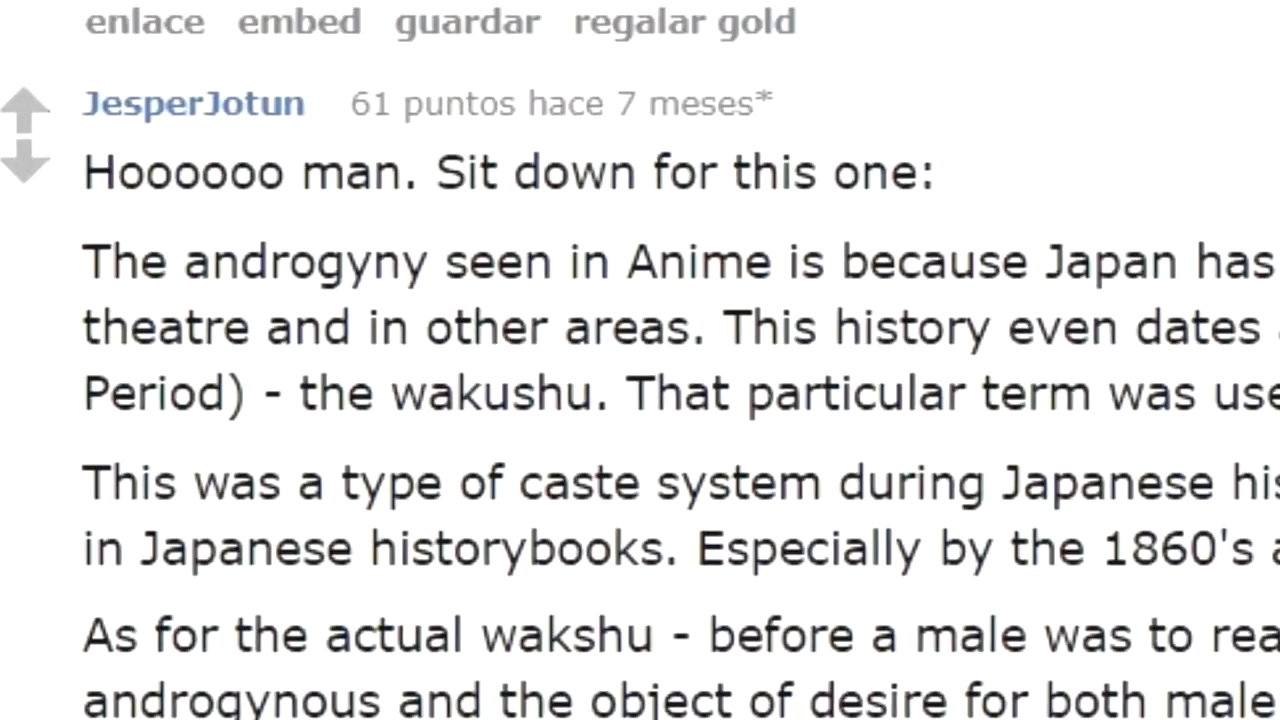 enlace embed guardar regalar gold
JesperJotun 61 puntos hace 7 meses*
Hoooooo man. Sit down for this one:
The androgyny seen in Anime is because Japan has
theatre and in other areas. This history even dates
Period) - the wakushu. That particular term was use
This was a type of caste system during Japanese his
in Japanese historybooks. Especially by the 1860's a
As for the actual wakshu - before a male was to rea
androgynous and the object of desire for both male